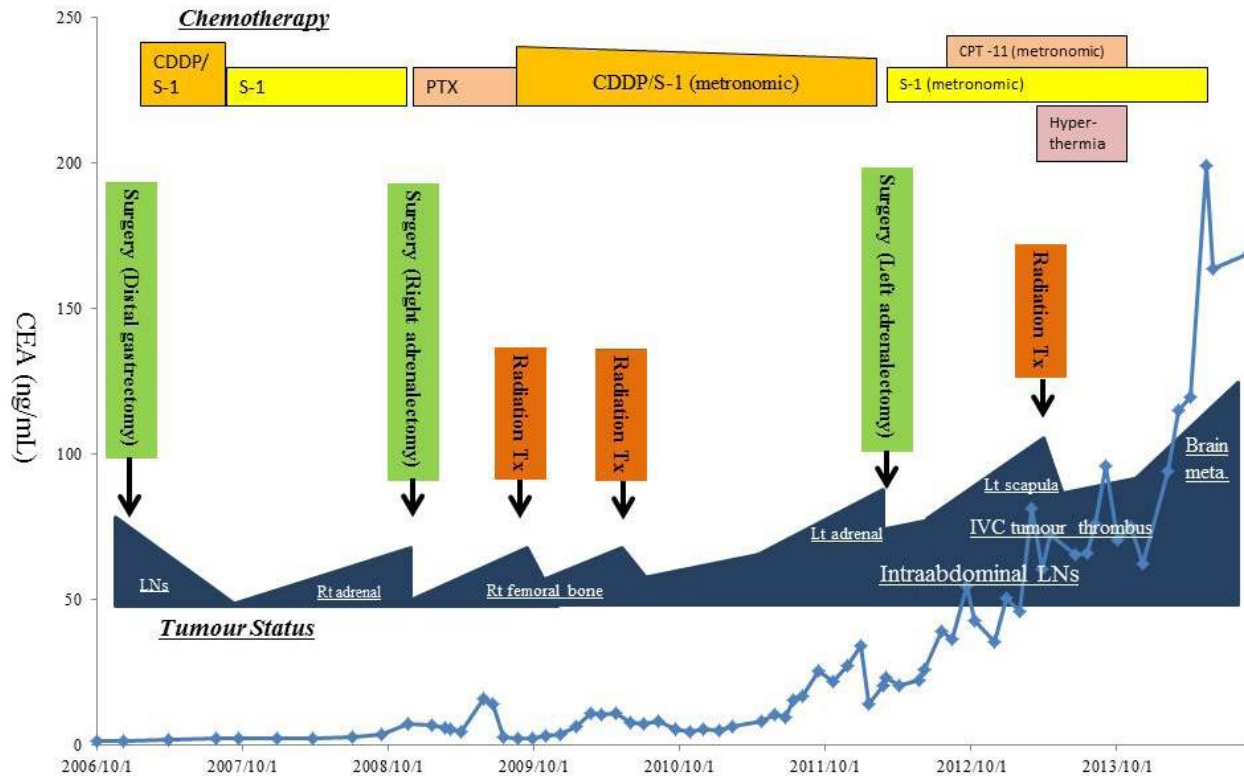 Chemotherapy
250
200
150
100
50
0
CEA (ng/mL)
CDDP/
S-1
S-1
PTX
CDDP/S-1 (metronomic)
CPT -11 (metronomic)
S-1 (metronomic)
Hyper-
thermia
Surgery (Distal gastrectomy)
Surgery (Right adrenalectomy)
Radiation Tx
Radiation Tx
Surgery (Left adrenalectomy)
Radiation Tx
LNs
Rt adrenal
Rt femoral bone
Lt adrenal
Lt scapula
IVC tumour thrombus
Intraabdominal LNs
Brain
meta.
Tumour Status
2006/10/1
2007/10/1
2008/10/1
2009/10/1
2010/10/1
2011/10/1
2012/10/1
2013/10/1